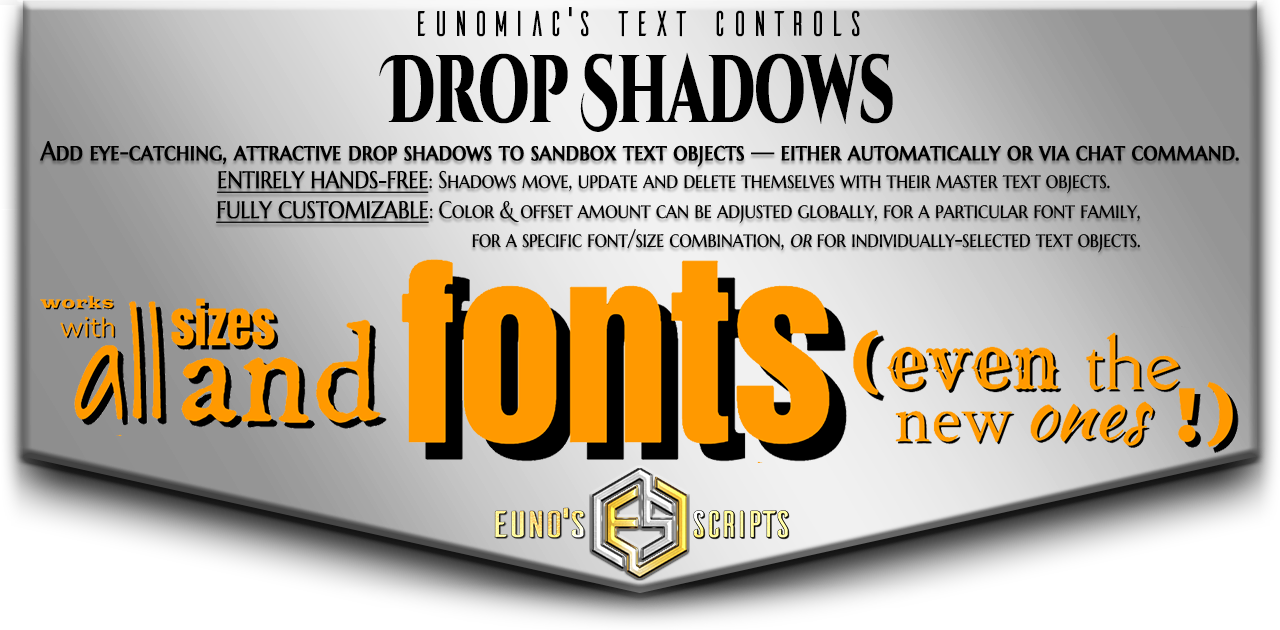 EUNOMIAC'S TEXT CONTROLS
DROP SHADOWS
ADD EYE-CATCHING, ATTRACTIVE DROP SHADOWS TO SANDBOX TEXT OBJECTS — EITHER AUTOMATICALLY OR VIA CHAT COMMAND.
ENTIRELY HANDS-FREE: SHADOWS MOVE, UPDATE AND DELETE THEMSELVES WITH THEIR MASTER TEXT OBJECTS.
FULLY CUSTOMIZABLE: COLOR & OFFSET AMOUNT CAN BE ADJUSTED GLOBALLY, FOR A PARTICULAR FONT FAMILY,
FOR A SPECIFIC FONT/SIZE COMBINATION, OR FOR INDIVIDUALLY-SELECTED TEXT OBJECTS.
works
with
all
sizes
and
fonts
(even the
new ones!)
EUNO'S ES SCRIPTS